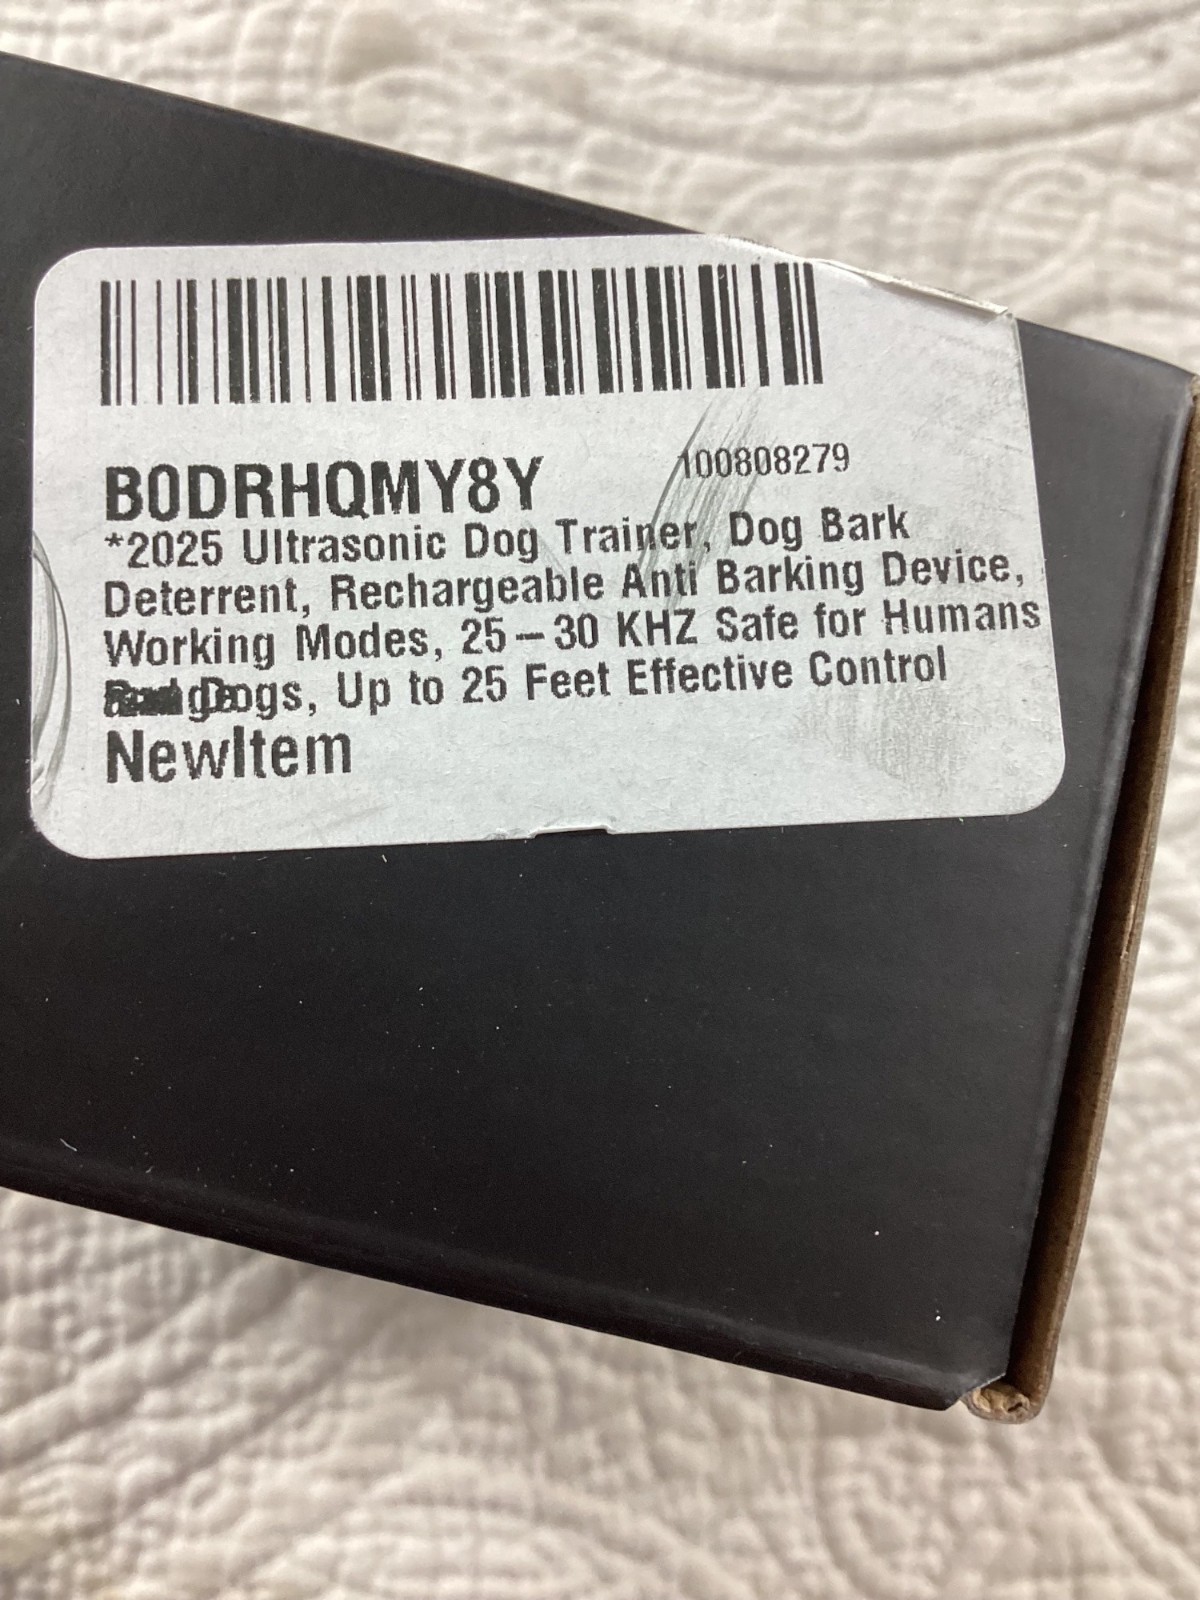 B0DRHQMY8Y
100808279
*2025 Ultrasonic Dog Trainer, Dog Bark
Deterrent, Rechargeable Anti Barking Device,
Working Modes, 25–30 KHZ Safe for Humans
Dogs, Up to 25 Feet Effective Control
NewItem